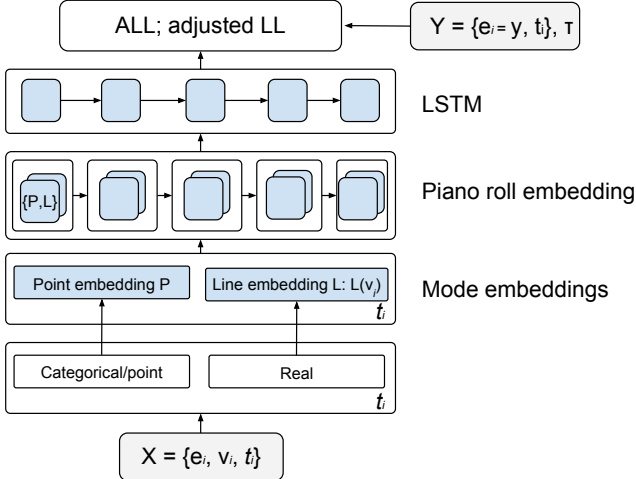 ALL; adjusted LL
Y = {eᵢ = y, tᵢ}, τ
LSTM
{P,L}
Piano roll embedding
Point embedding P
Line embedding L: L(vᵢ)
Mode embeddings
tᵢ
Categorical/point
Real
tᵢ
X = {eᵢ, vᵢ, tᵢ}